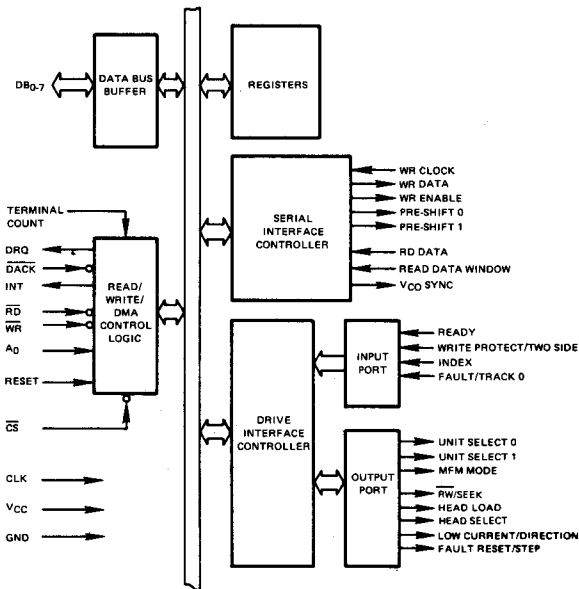 DB0-7
DATA BUS
BUFFER
REGISTERS
TERMINAL
COUNT
DRQ
DACK
INT
RD
WR
A0
RESET
CS
READ/
WRITE/
DMA
CONTROL
LOGIC
CLK
VCC
GND
SERIAL
INTERFACE
CONTROLLER
WR CLOCK
WR DATA
WR ENABLE
PRE-SHIFT 0
PRE-SHIFT 1
RD DATA
READ DATA WINDOW
VCO SYNC
DRIVE
INTERFACE
CONTROLLER
INPUT
PORT
READY
WRITE PROTECT/TWO SIDE
INDEX
FAULT/TRACK 0
OUTPUT
PORT
UNIT SELECT 0
UNIT SELECT 1
MFM MODE
RW/SEEK
HEAD LOAD
HEAD SELECT
LOW CURRENT/DIRECTION
FAULT RESET/STEP